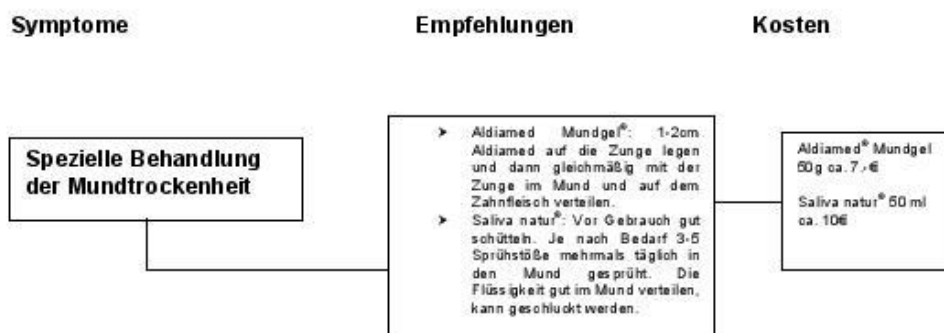 Symptome Empfehlungen Kosten
Spezielle Behandlung
der Mundtrockenheit
➤ Aldiamed Mundgel®: 1-2cm
Aldiamed auf die Zunge legen
und dann gleichmäßig mit der
Zunge im Mund und auf dem
Zahnfleisch verteilen.
➤ Saliva natur®: Vor Gebrauch gut
schütteln. Je nach Bedarf 3-5
Sprühstöße mehrmals täglich in
den Mund gesprüht. Die
Flüssigkeit gut im Mund verteilen,
kann geschluckt werden.
Aldiamed® Mundgel
50g ca. 7,-€
Saliva natur® 50 ml
ca. 10€